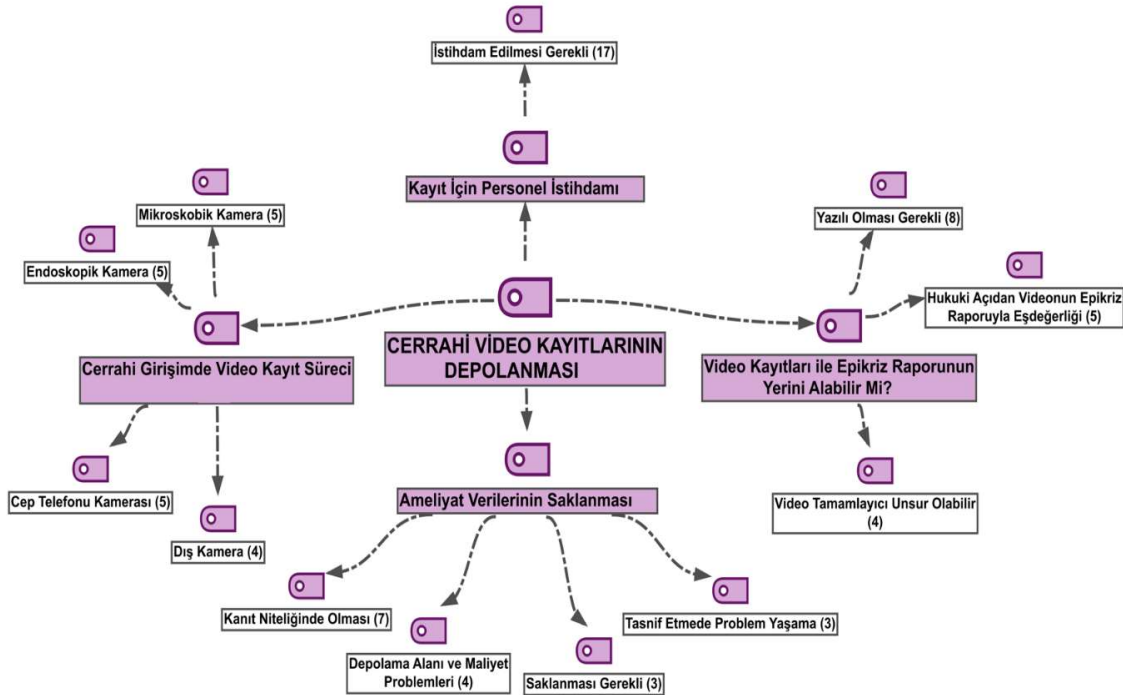 İstihdam Edilmesi Gerekli (17)
Kayıt İçin Personel İstihdamı
Mikroskobik Kamera (5)
Yazılı Olması Gerekli (8)
Endoskopik Kamera (5)
Hukuki Açıdan Videonun Epikriz
Raporuyla Eşdeğerliği (5)
CERRAHİ VİDEO KAYITLARININ
DEPOLANMASI
Cerrahi Girişimde Video Kayıt Süreci
Video Kayıtları ile Epikriz Raporunun
Yerini Alabilir Mi?
Cep Telefonu Kamerası (5)
Ameliyat Verilerinin Saklanması
Video Tamamlayıcı Unsur Olabilir
(4)
Dış Kamera (4)
Kanıt Niteliğinde Olması (7)
Tasnif Etmede Problem Yaşama (3)
Depolama Alanı ve Maliyet
Problemleri (4)
Saklanması Gerekli (3)